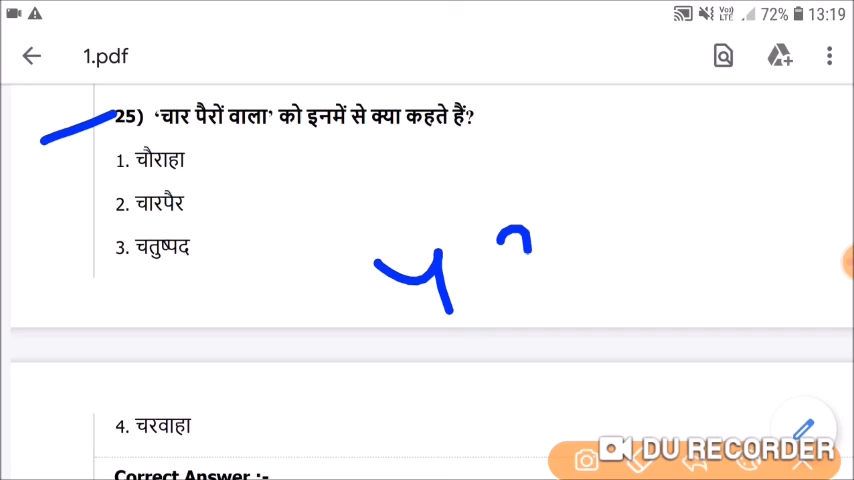 72% 13:19
1.pdf
25) ‘चार पैरों वाला’ को इनमें से क्या कहते हैं?
1. चौराहा
2. चारपैर
3. चतुष्पद
4. चरवाहा
DU RECORDER
Correct Answer :-